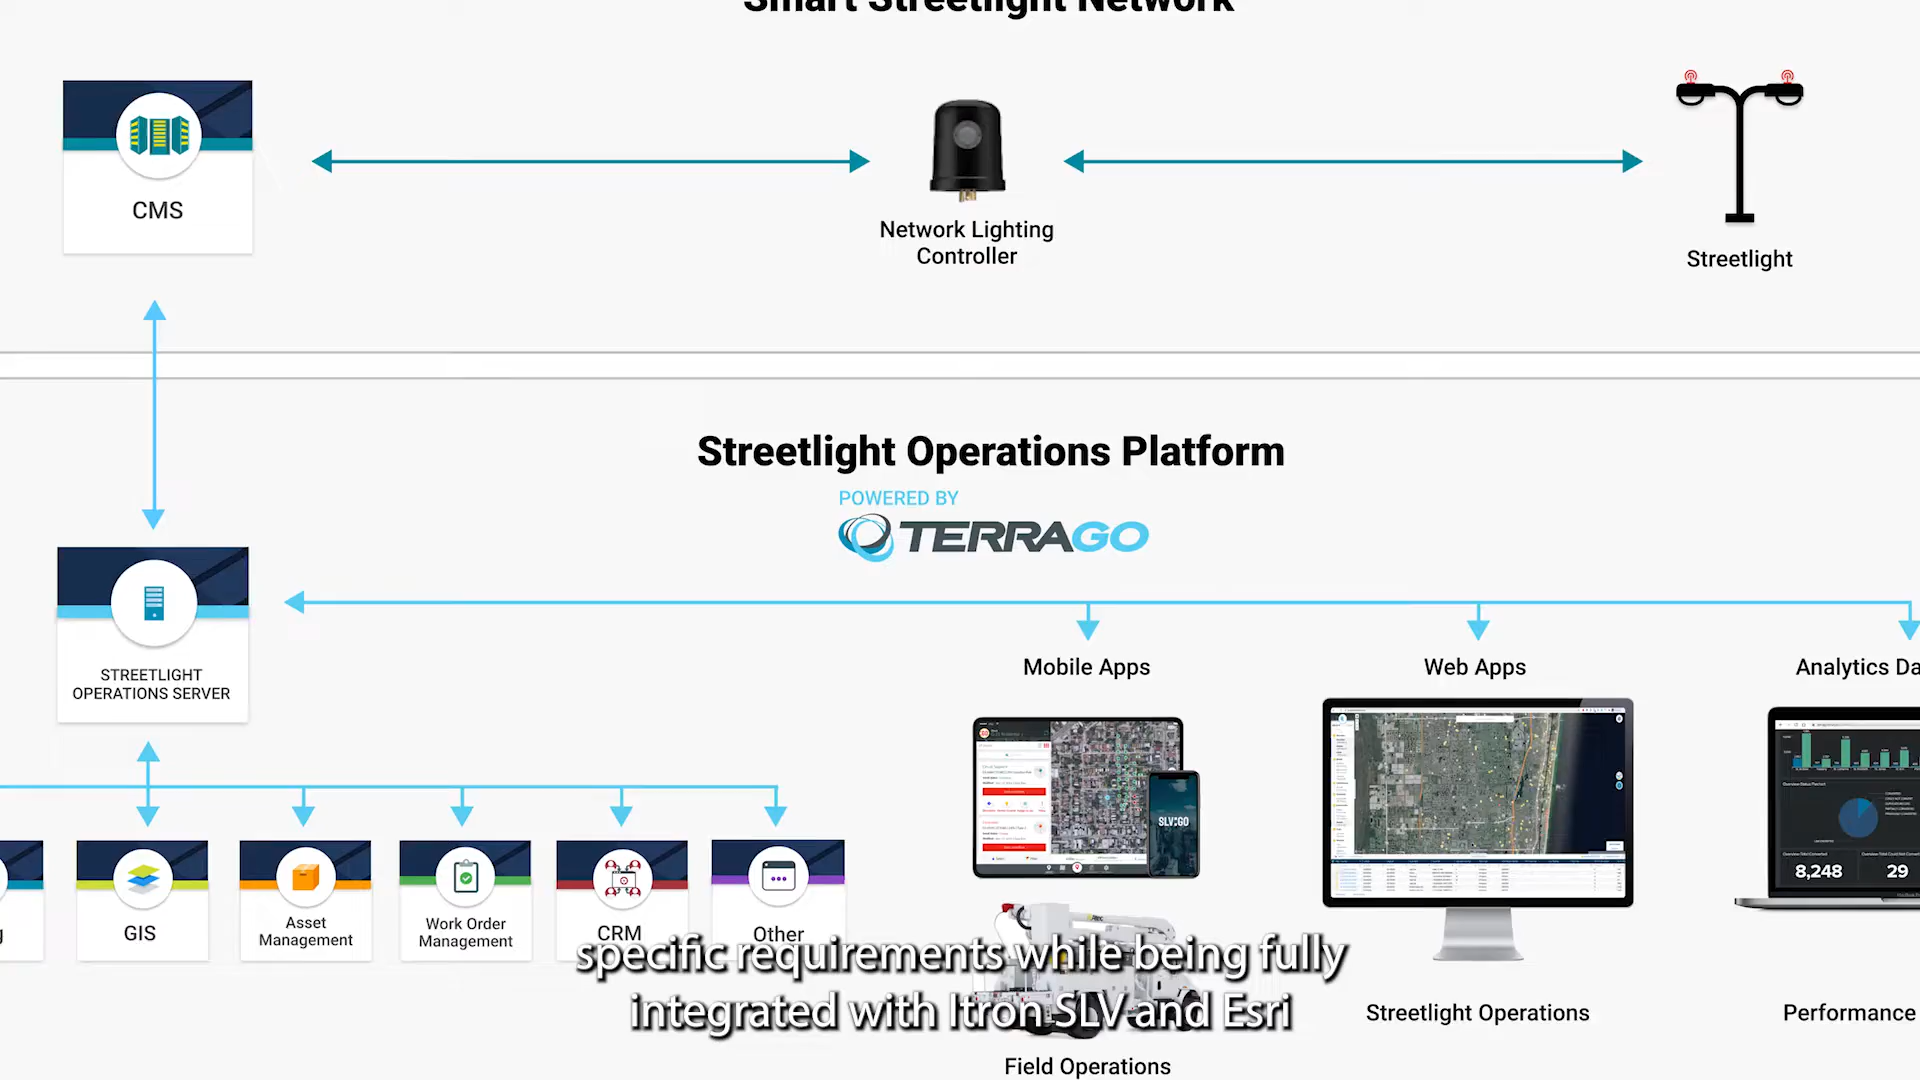 Smart Streetlight Network
CMS
Network Lighting
Controller
Streetlight
Streetlight Operations Platform
POWERED BY
TERRAGO
STREETLIGHT
OPERATIONS SERVER
Mobile Apps
Web Apps
Analytics Da
SLV:GO
8,248
29
g
GIS
Asset
Management
Work Order
Management
CRM
Other
specific requirements while being fully
integrated with Itron SLV and Esri
Field Operations
Streetlight Operations
Performance